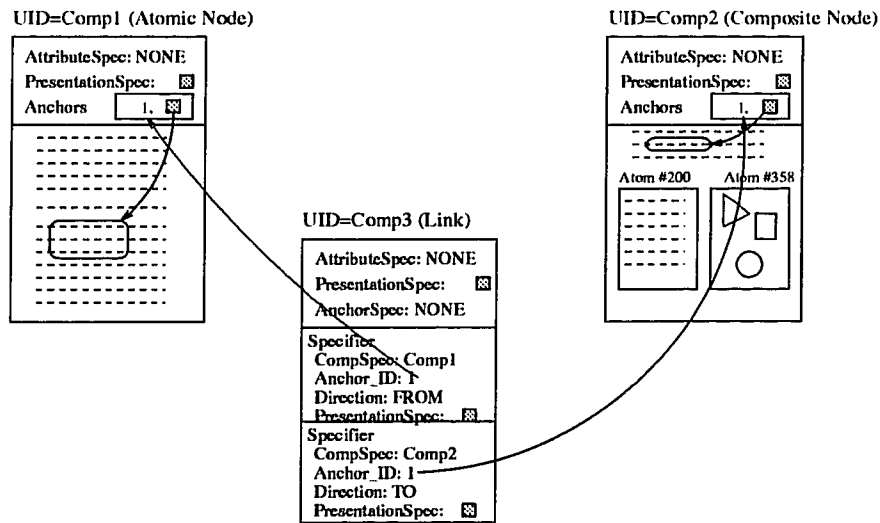 UID=Comp1 (Atomic Node)
AttributeSpec: NONE
PresentationSpec:
Anchors 1.
UID=Comp2 (Composite Node)
AttributeSpec: NONE
PresentationSpec:
Anchors 1.
Atom #200 Atom #358
UID=Comp3 (Link)
AttributeSpec: NONE
PresentationSpec:
AnchorSpec: NONE
Specifier
CompSpec: Comp1
Anchor_ID: 1
Direction: FROM
PresentationSpec:
Specifier
CompSpec: Comp2
Anchor_ID: 1
Direction: TO
PresentationSpec: